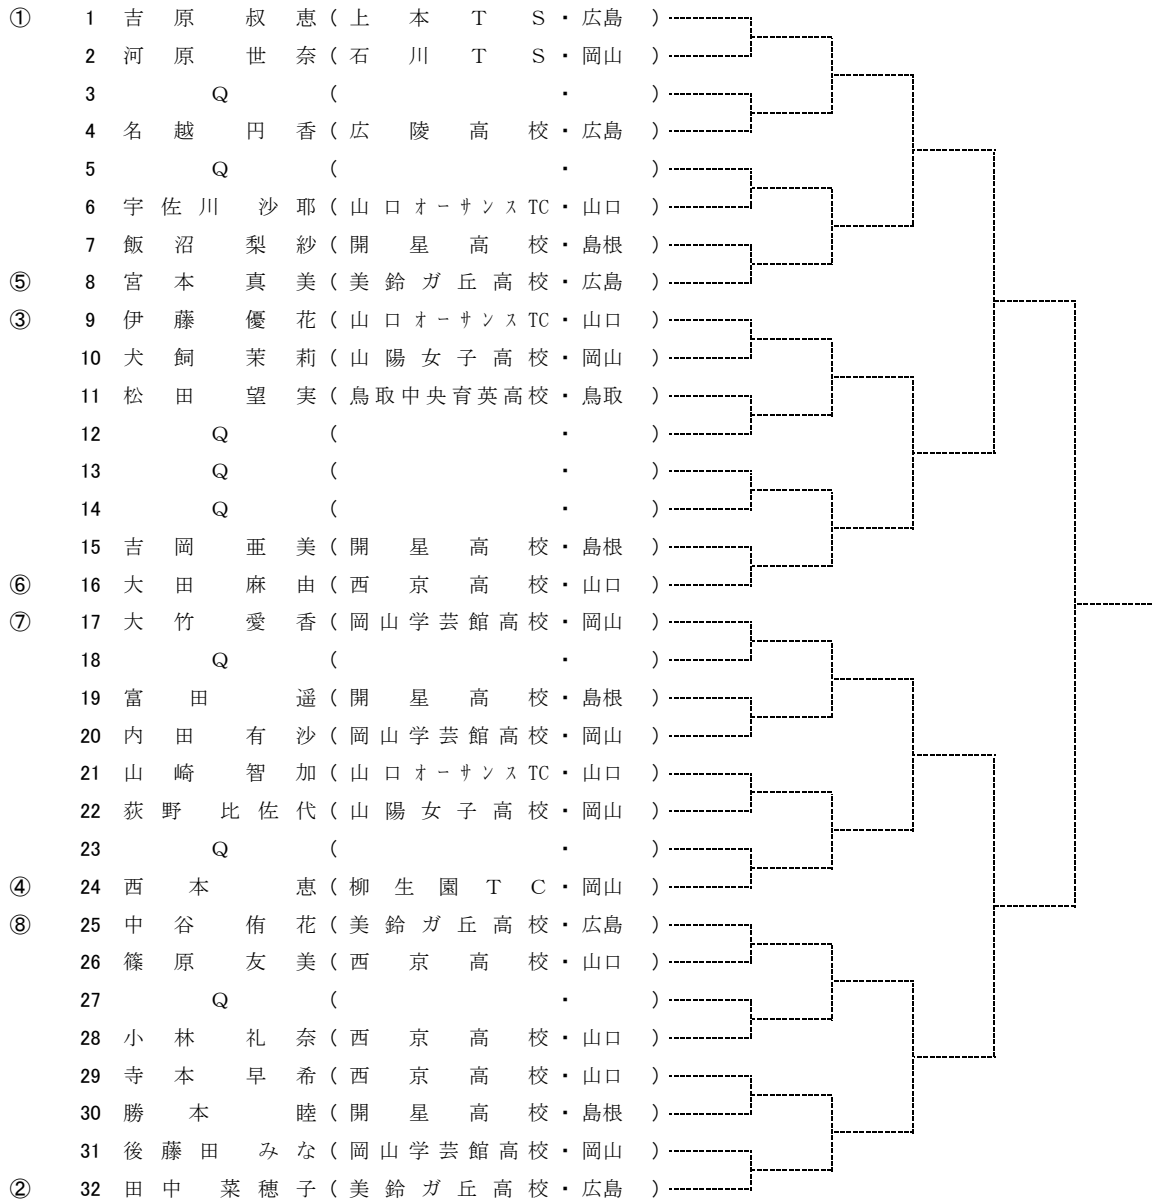 ① 1 吉原 叔恵 ( 上本TS ・ 広島 )
2 河原 世奈 ( 石川TS ・ 岡山 )
3 Q ( ・ )
4 名越 円香 ( 広陵高校 ・ 広島 )
5 Q ( ・ )
6 宇佐川 沙耶 ( 山口オーサンスTC ・ 山口 )
7 飯沼 梨紗 ( 開星高校 ・ 島根 )
⑤ 8 宮本 真美 ( 美鈴ガ丘高校 ・ 広島 )
③ 9 伊藤 優花 ( 山口オーサンスTC ・ 山口 )
10 犬飼 茉莉 ( 山陽女子高校 ・ 岡山 )
11 松田 望実 ( 鳥取中央育英高校 ・ 鳥取 )
12 Q ( ・ )
13 Q ( ・ )
14 Q ( ・ )
15 吉岡 亜美 ( 開星高校 ・ 島根 )
⑥ 16 大田 麻由 ( 西京高校 ・ 山口 )
⑦ 17 大竹 愛香 ( 岡山学芸館高校 ・ 岡山 )
18 Q ( ・ )
19 富田 遥 ( 開星高校 ・ 島根 )
20 内田 有沙 ( 岡山学芸館高校 ・ 岡山 )
21 山崎 智加 ( 山口オーサンスTC ・ 山口 )
22 荻野 比佐代 ( 山陽女子高校 ・ 岡山 )
23 Q ( ・ )
④ 24 西本 恵 ( 柳生園TC ・ 岡山 )
⑧ 25 中谷 侑花 ( 美鈴ガ丘高校 ・ 広島 )
26 篠原 友美 ( 西京高校 ・ 山口 )
27 Q ( ・ )
28 小林 礼奈 ( 西京高校 ・ 山口 )
29 寺本 早希 ( 西京高校 ・ 山口 )
30 勝本 睦 ( 開星高校 ・ 島根 )
31 後藤田 みな ( 岡山学芸館高校 ・ 岡山 )
② 32 田中 菜穂子 ( 美鈴ガ丘高校 ・ 広島 )